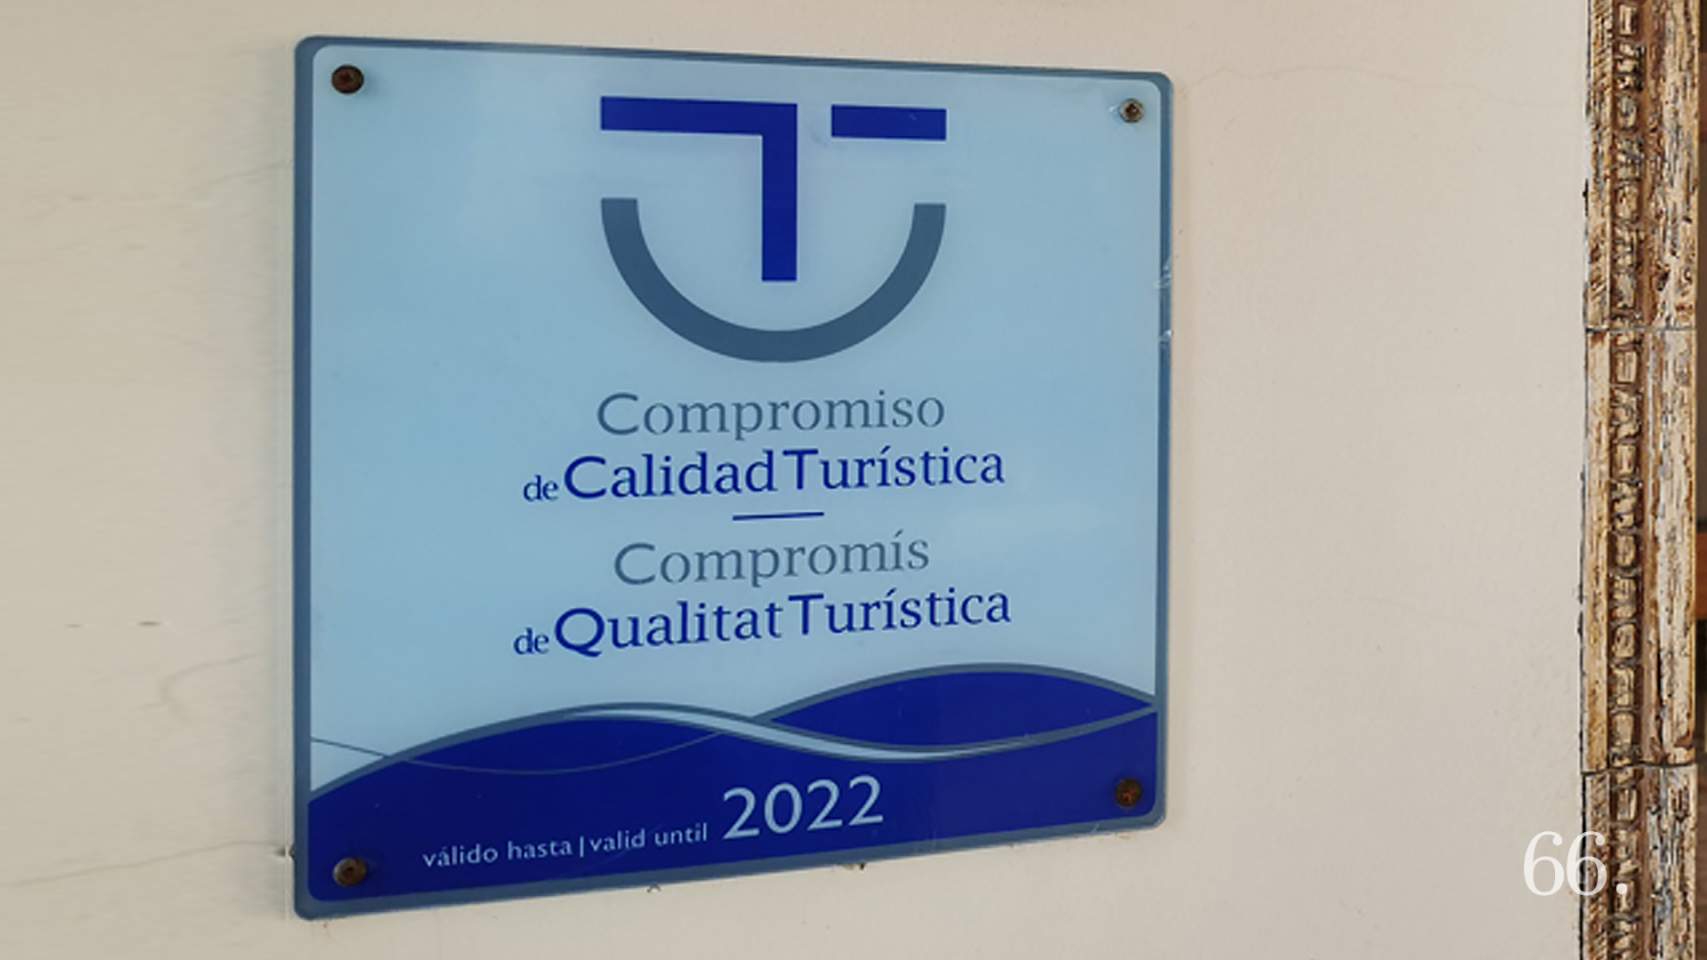 Compromiso
de Calidad Turística
Compromís
de Qualitat Turística
válido hasta | valid until 2022
66.